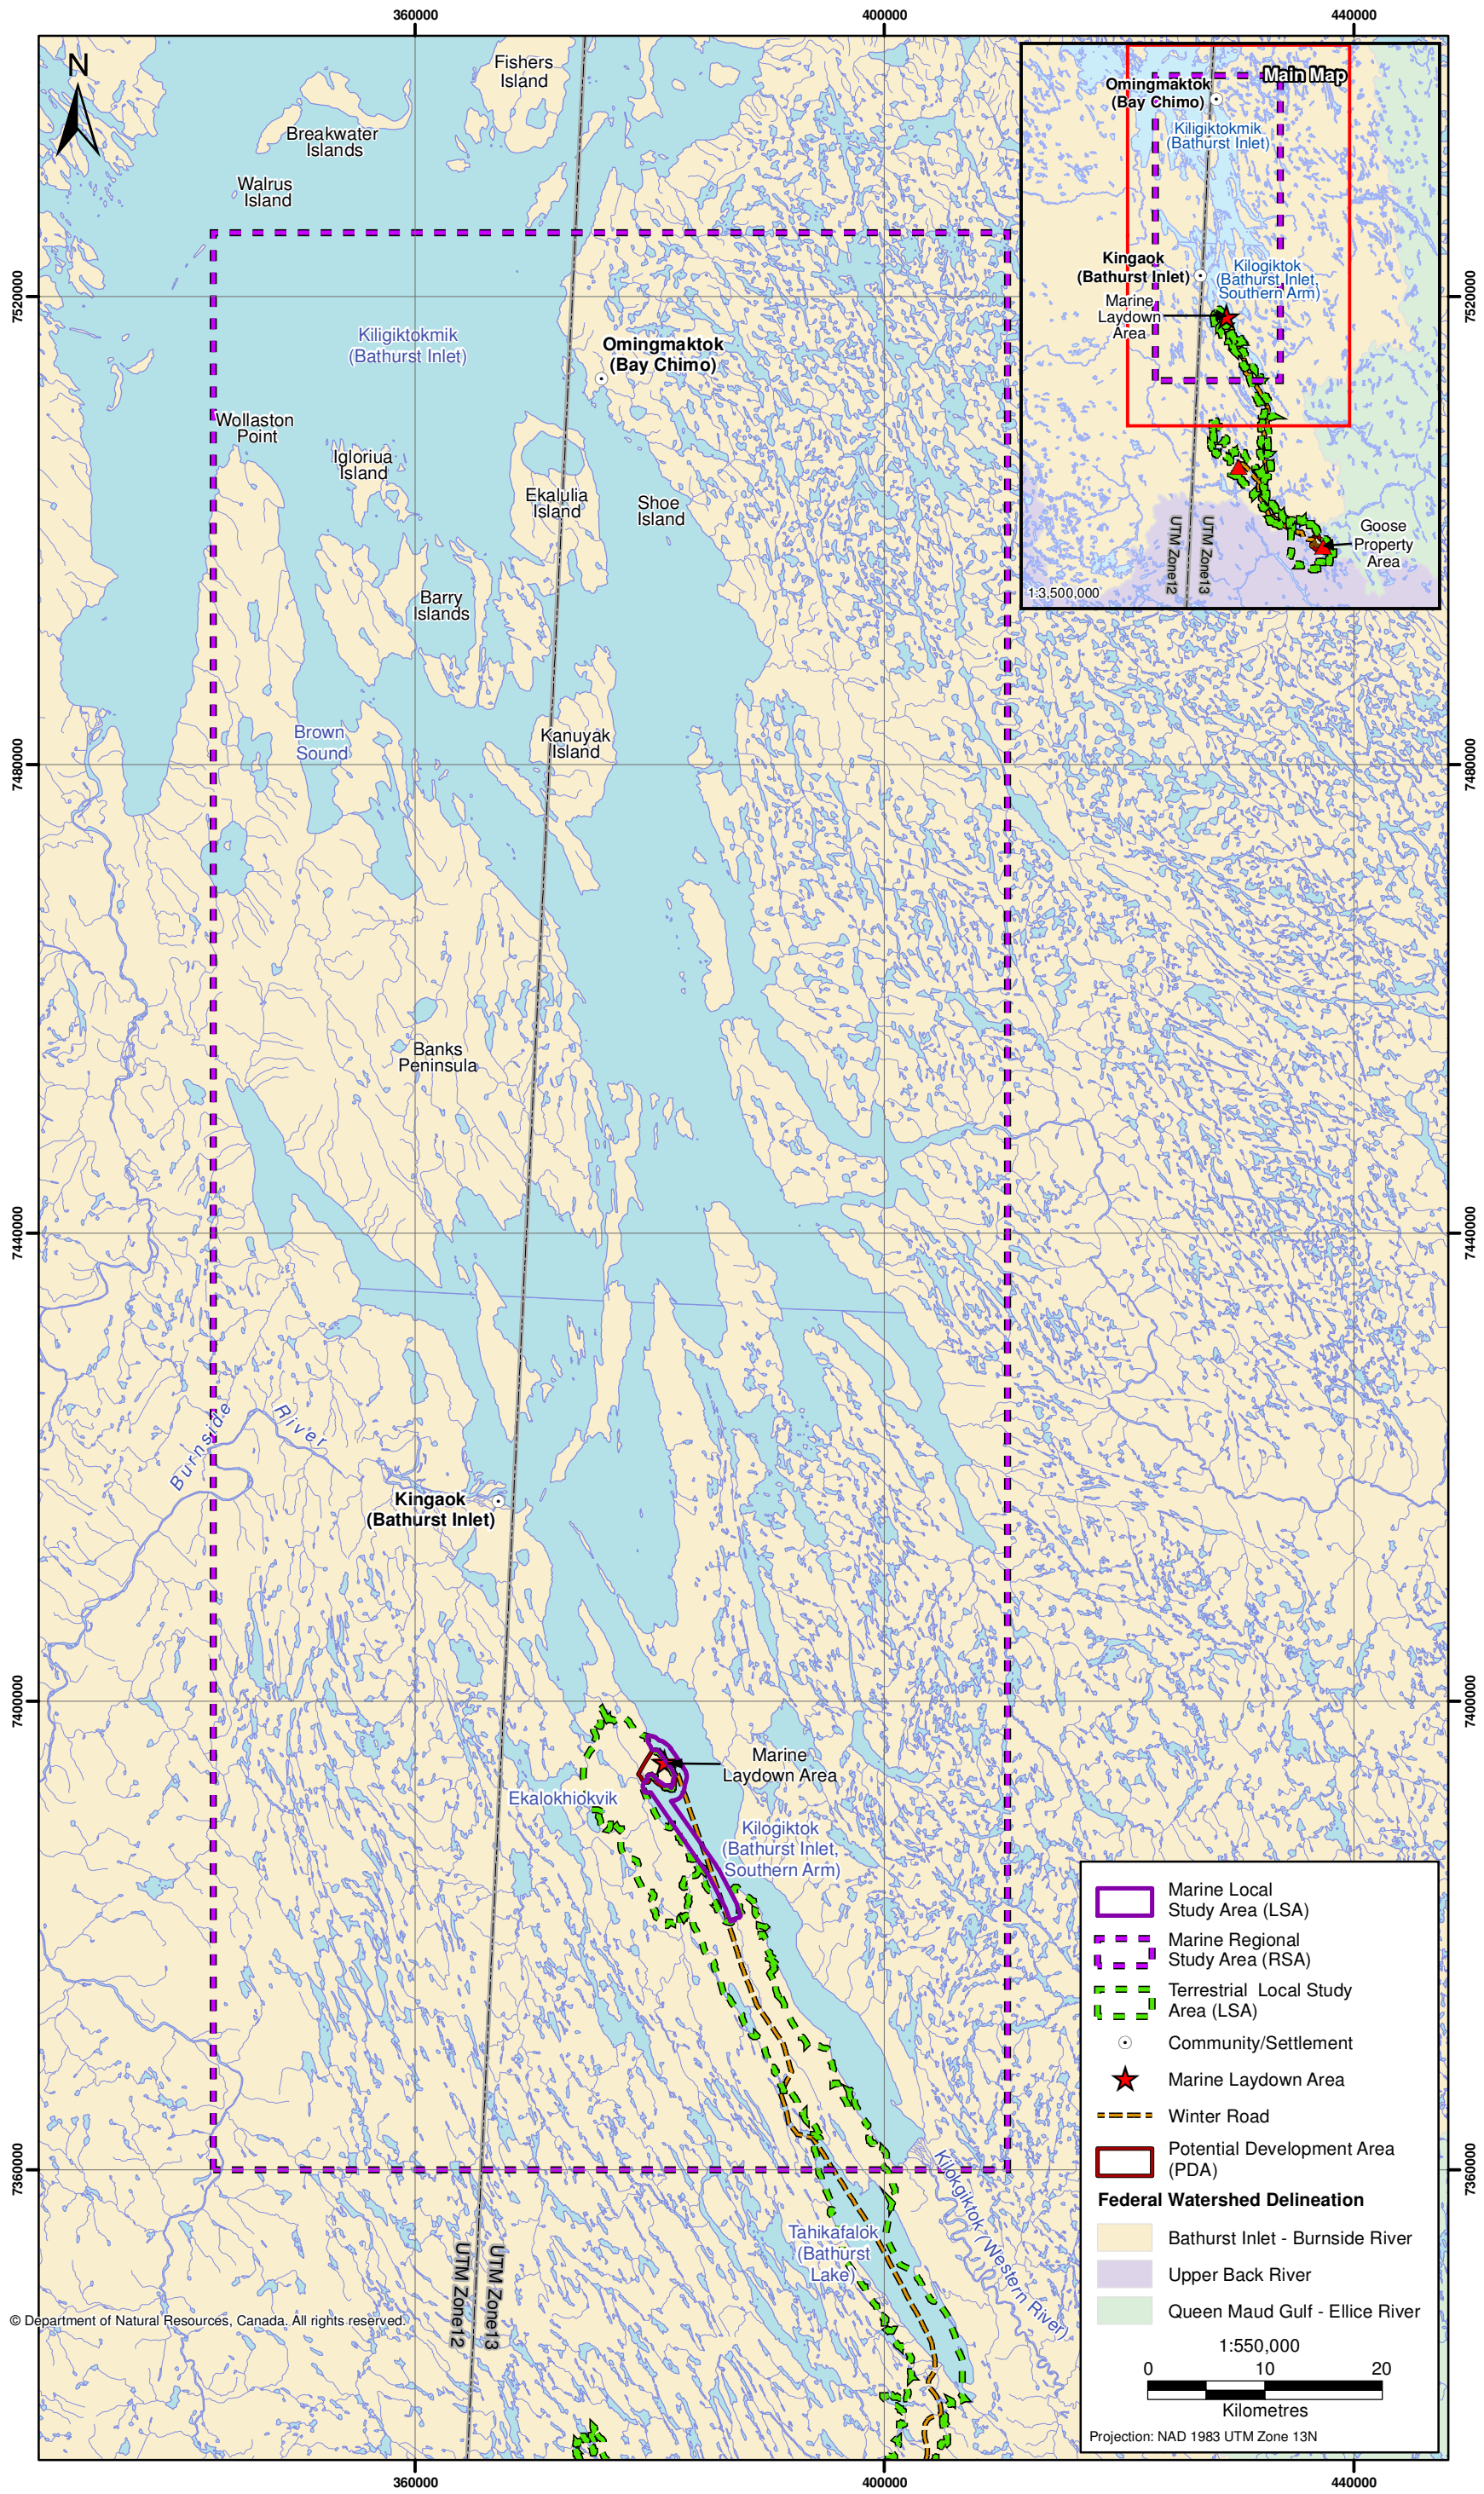 360000
400000
440000
N
Fishers
Island
Breakwater
Islands
Walrus
Island
Main Map
Omingmaktok
(Bay Chimo)
Kiligiktokmik
(Bathurst Inlet)
Kingaok
(Bathurst Inlet)
Kilogiktok
(Bathurst Inlet,
Southern Arm)
Marine
Laydown
Area
Goose
Property
Area
UTM Zone12
UTM Zone13
1:3,500,000
7520000
7520000
Kiligiktokmik
(Bathurst Inlet)
Omingmaktok
(Bay Chimo)
Wollaston
Point
Igloriua
Island
Ekalulia
Island
Shoe
Island
Barry
Islands
Brown
Sound
Kanuyak
Island
7480000
7480000
Banks
Peninsula
7440000
7440000
Burnside
River
Kingaok
(Bathurst Inlet)
7400000
7400000
Marine
Laydown Area
Ekalokhiokvik
Kilogiktok
(Bathurst Inlet,
Southern Arm)
7360000
7360000
Kilokgiktok (Western River)
Tahikafalok
(Bathurst
Lake)
UTM Zone12
UTM Zone13
© Department of Natural Resources, Canada. All rights reserved.
Marine Local
Study Area (LSA)
Marine Regional
Study Area (RSA)
Terrestrial Local Study
Area (LSA)
Community/Settlement
Marine Laydown Area
Winter Road
Potential Development Area
(PDA)
Federal Watershed Delineation
Bathurst Inlet - Burnside River
Upper Back River
Queen Maud Gulf - Ellice River
1:550,000
0 10 20
Kilometres
Projection: NAD 1983 UTM Zone 13N
360000
400000
440000